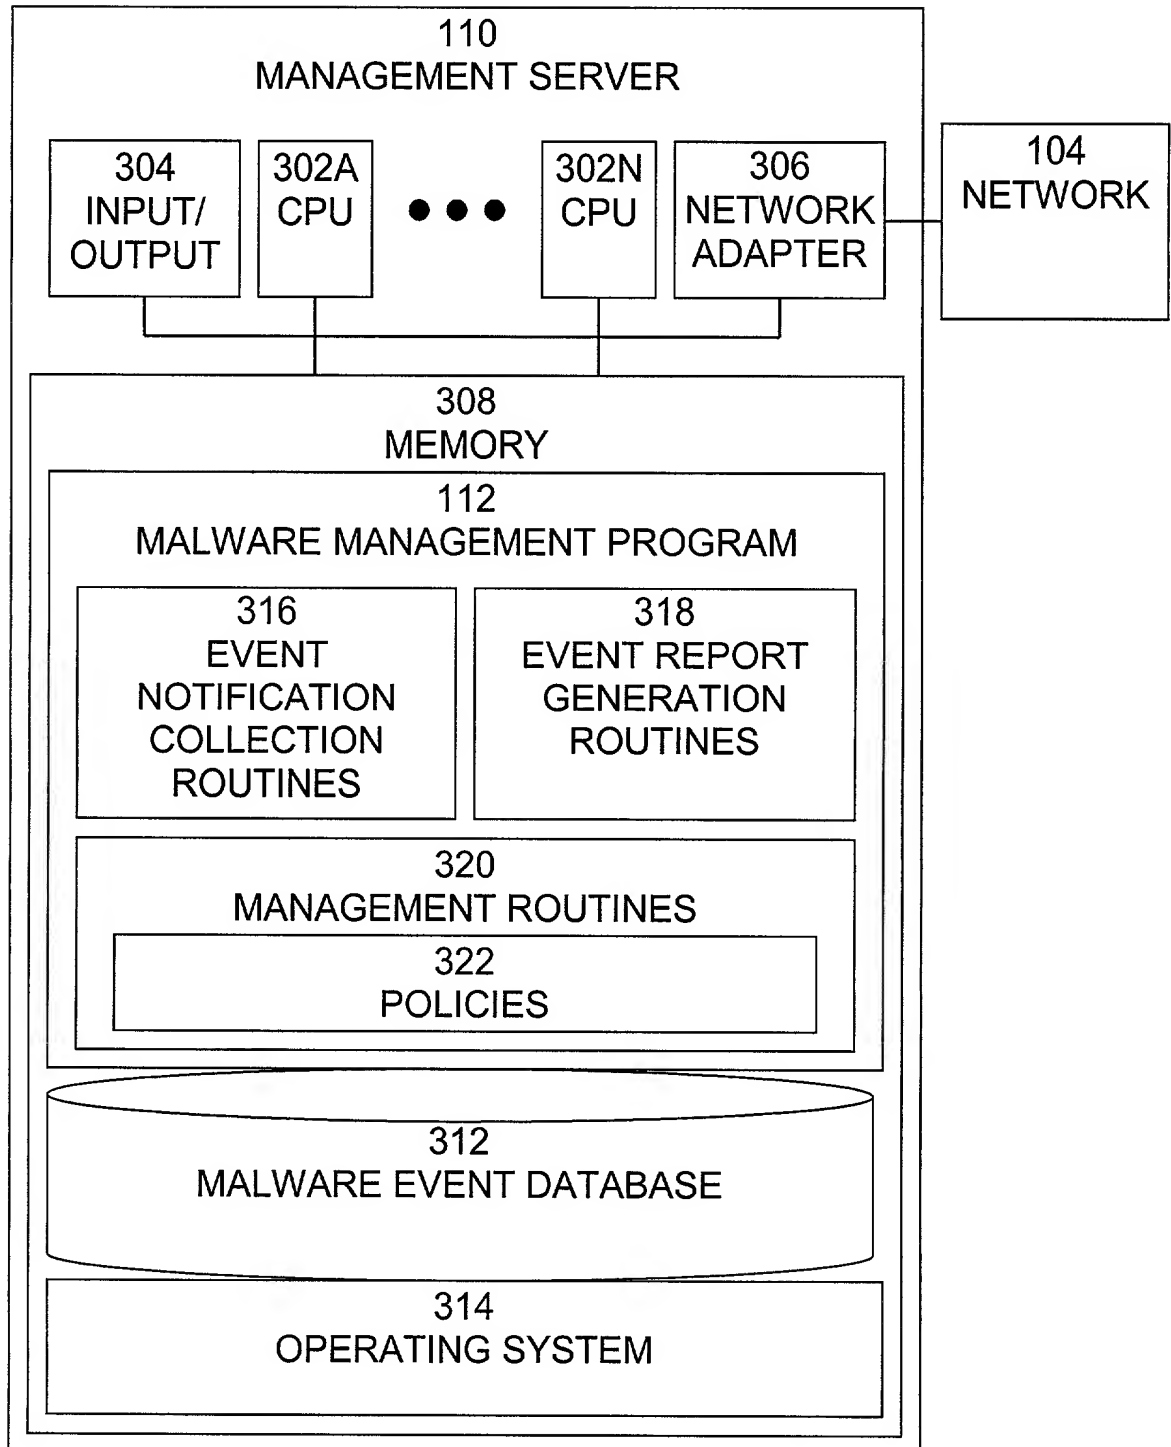 110
MANAGEMENT SERVER
304
INPUT/
OUTPUT
302A
CPU
302N
CPU
306
NETWORK
ADAPTER
104
NETWORK
308
MEMORY
112
MALWARE MANAGEMENT PROGRAM
316
EVENT
NOTIFICATION
COLLECTION
ROUTINES
318
EVENT REPORT
GENERATION
ROUTINES
320
MANAGEMENT ROUTINES
322
POLICIES
312
MALWARE EVENT DATABASE
314
OPERATING SYSTEM